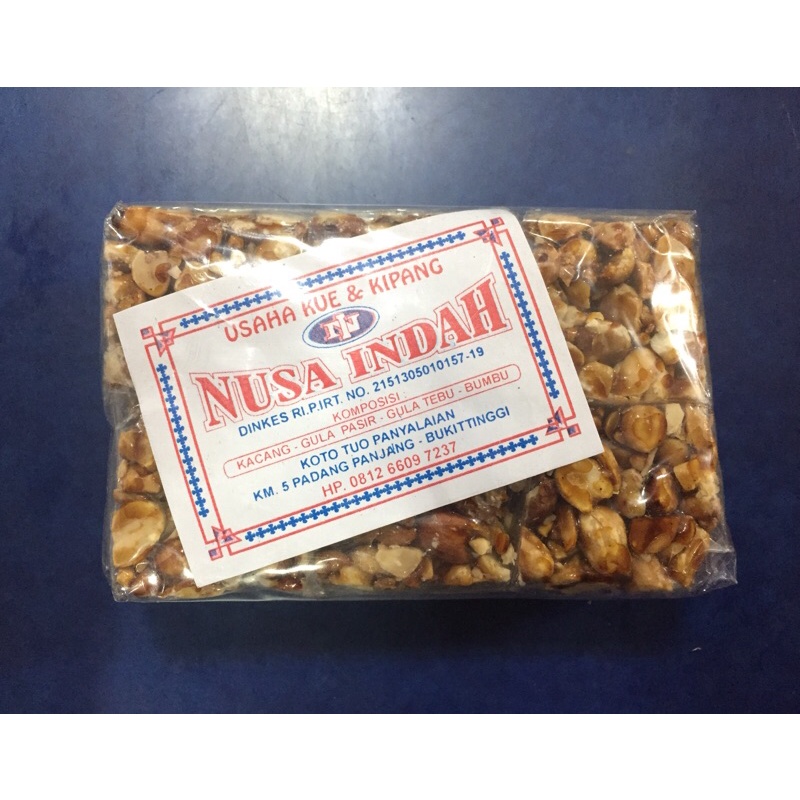 USAHA KUE & KIPANG
NUSA INDAH
DINKES RI.P.IRT. NO. 2151305010157-19
KOMPOSISI :
KACANG - GULA PASIR - GULA TEBU - BUMBU
KOTO TUO PANYALAIAN
KM. 5 PADANG PANJANG - BUKITTINGGI
HP. 0812 6609 7237